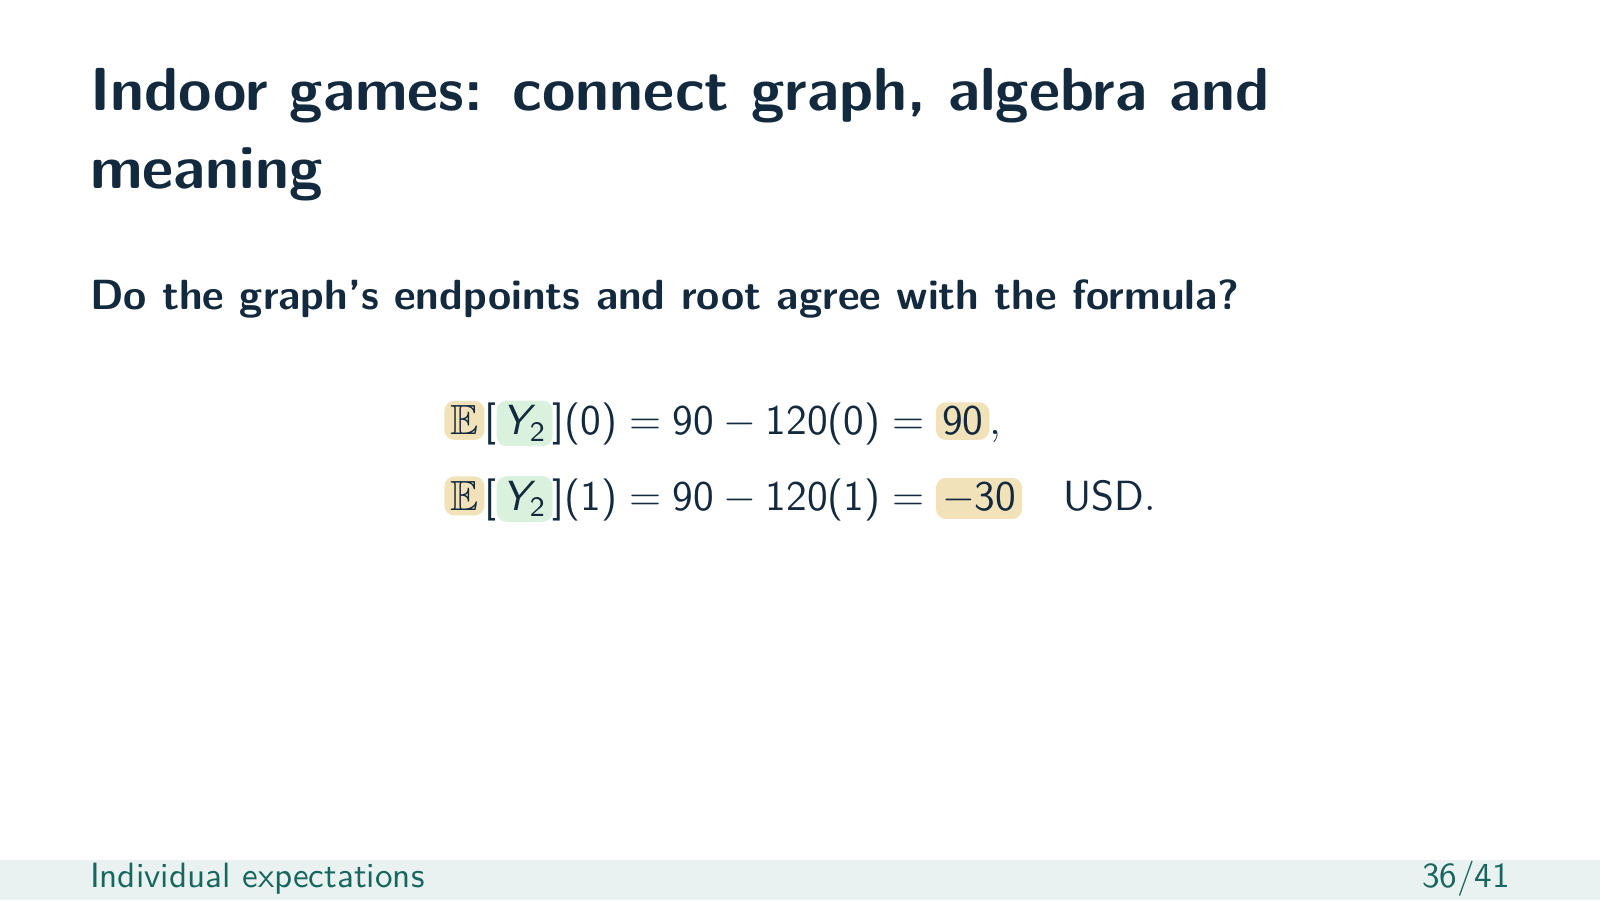 Indoor games: connect graph, algebra and
meaning
Do the graph's endpoints and root agree with the formula?
𝔼[Y₂](0) = 90 − 120(0) = 90,
𝔼[Y₂](1) = 90 − 120(1) = −30 USD.
Individual expectations
36/41